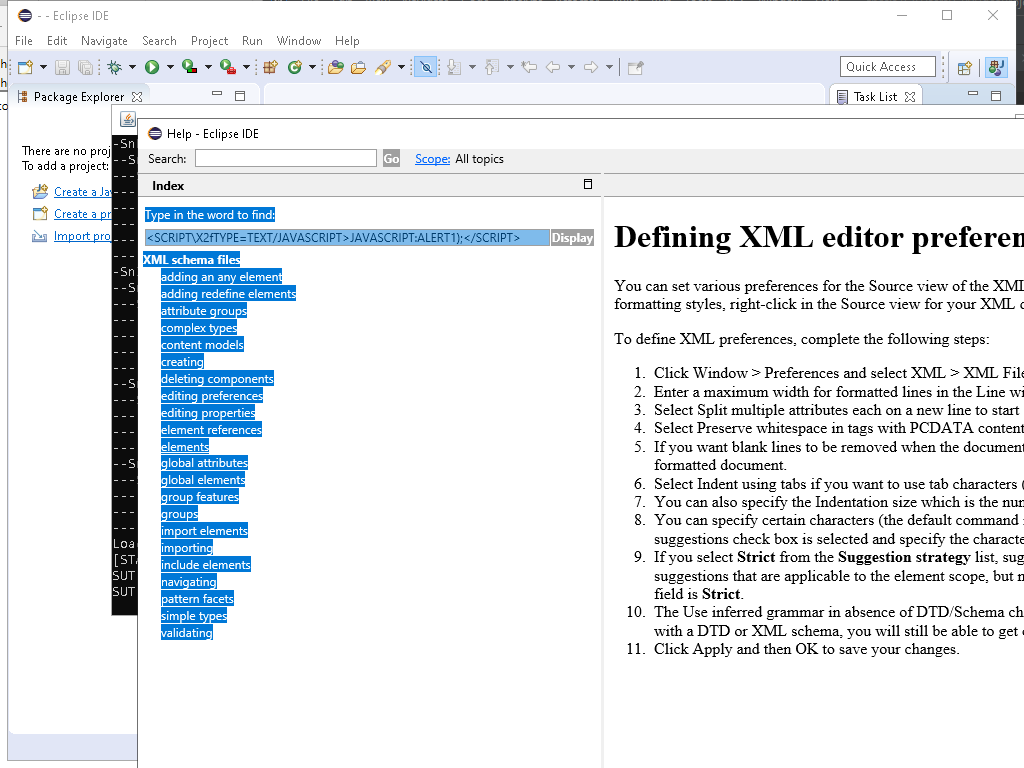 - - Eclipse IDE
File Edit Navigate Search Project Run Window Help
Quick Access
Package Explorer
Task List
There are no proj
To add a project:
Create a Ja
Create a pr
Import pro
Help - Eclipse IDE
Search:
Go
Scope: All topics
Index
Type in the word to find:
<SCRIPT\X2fTYPE=TEXT/JAVASCRIPT>JAVASCRIPT:ALERT1);</SCRIPT>
Display
XML schema files
adding an any element
adding redefine elements
attribute groups
complex types
content models
creating
deleting components
editing preferences
editing properties
element references
elements
global attributes
global elements
group features
groups
import elements
importing
include elements
navigating
pattern facets
simple types
validating
Defining XML editor preferen
You can set various preferences for the Source view of the XML
formatting styles, right-click in the Source view for your XML
To define XML preferences, complete the following steps:
1. Click Window > Preferences and select XML > XML File
2. Enter a maximum width for formatted lines in the Line wi
3. Select Split multiple attributes each on a new line to start
4. Select Preserve whitespace in tags with PCDATA content
5. If you want blank lines to be removed when the document
formatted document.
6. Select Indent using tabs if you want to use tab characters (
7. You can also specify the Indentation size which is the num
8. You can specify certain characters (the default command
suggestions check box is selected and specify the characte
9. If you select Strict from the Suggestion strategy list, sug
suggestions that are applicable to the element scope, but n
field is Strict.
10. The Use inferred grammar in absence of DTD/Schema ch
with a DTD or XML schema, you will still be able to get
11. Click Apply and then OK to save your changes.
-Sn
--S
-Sn
--S
--S
--S
Loa
[STA
SUT
SUT